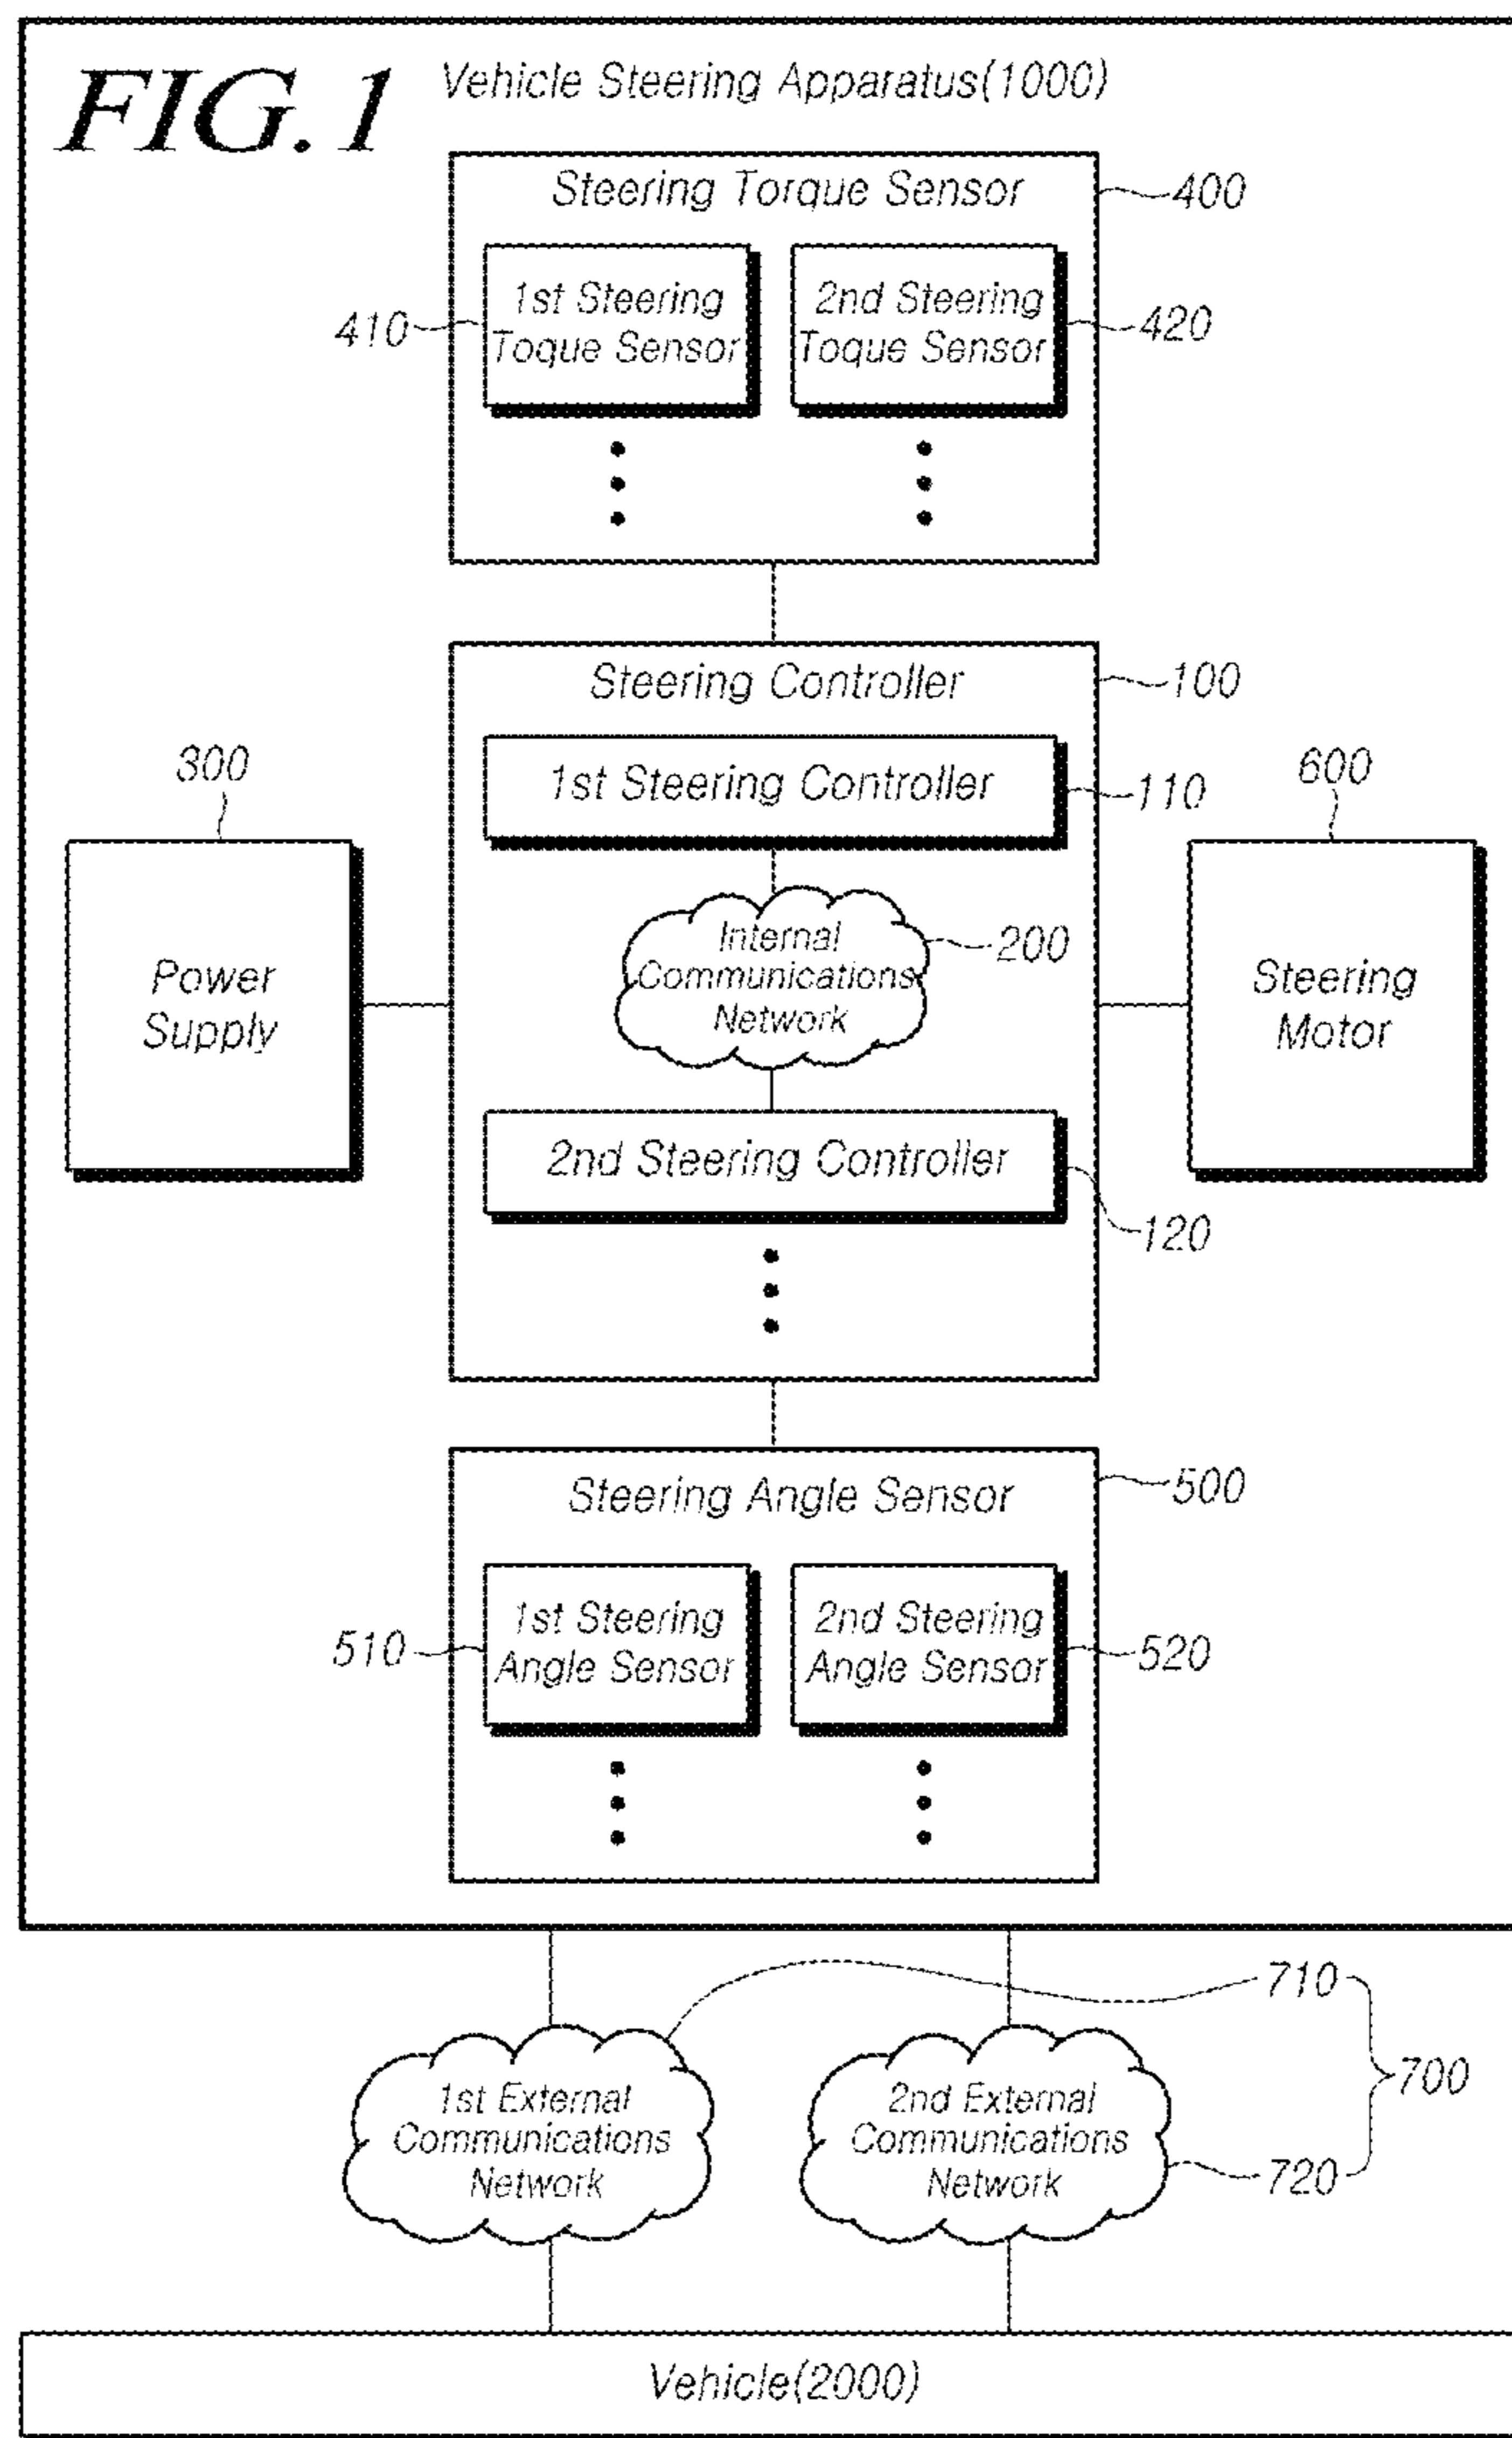 FIG. 1
Vehicle Steering Apparatus(1000)
Steering Torque Sensor
400
1st Steering
Toque Sensor
410
2nd Steering
Toque Sensor
420
Steering Controller
100
1st Steering Controller
110
300
Power
Supply
Internal
Communications
Network
200
600
Steering
Motor
2nd Steering Controller
120
Steering Angle Sensor
500
1st Steering
Angle Sensor
510
2nd Steering
Angle Sensor
520
710
700
1st External
Communications
Network
2nd External
Communications
Network
720
Vehicle(2000)